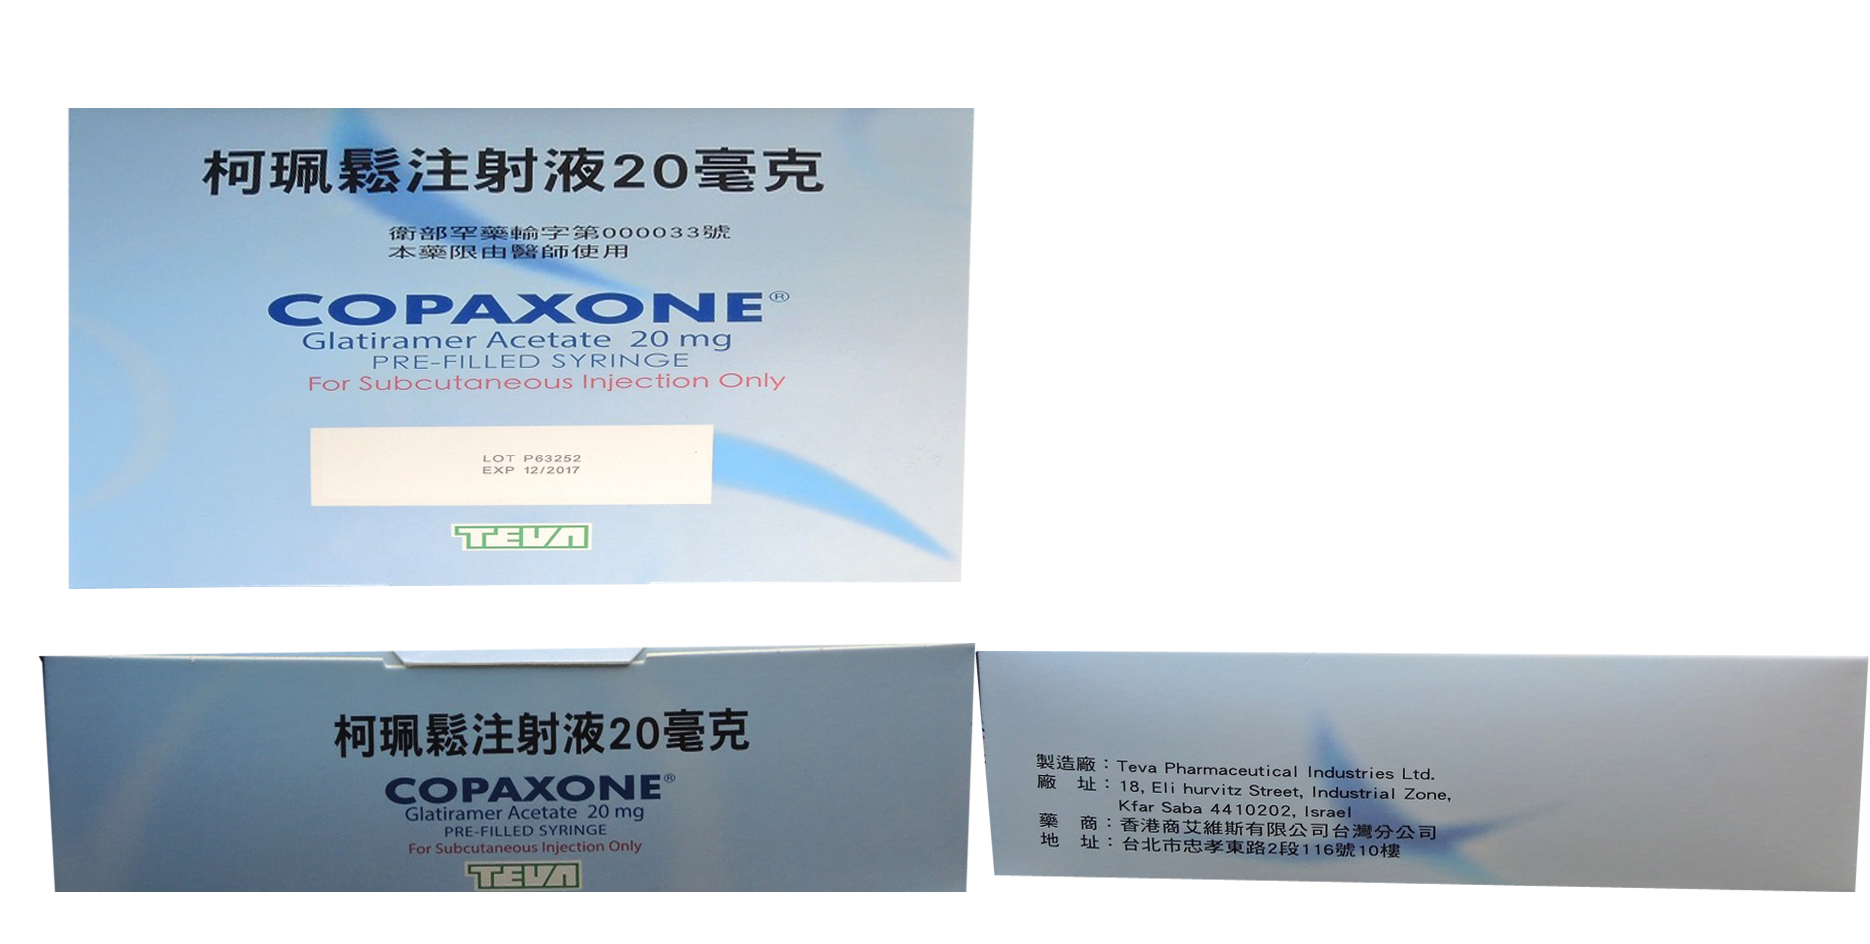 柯珮鬆注射液20毫克
衛部罕藥輸字第000033號
本藥限由醫師使用
COPAXONE®
Glatiramer Acetate 20 mg
PRE-FILLED SYRINGE
For Subcutaneous Injection Only
LOT P63252
EXP 12/2017
TEVA
柯珮鬆注射液20毫克
COPAXONE®
Glatiramer Acetate 20 mg
PRE-FILLED SYRINGE
For Subcutaneous Injection Only
TEVA
製造廠：Teva Pharmaceutical Industries Ltd.
廠　址：18, Eli hurvitz Street, Industrial Zone,
Kfar Saba 4410202, Israel
藥　商：香港商艾維斯有限公司台灣分公司
地　址：台北市忠孝東路2段116號10樓